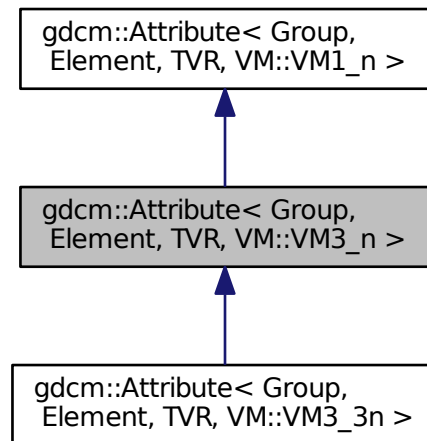 gdcm::Attribute< Group,
Element, TVR, VM::VM1_n >
gdcm::Attribute< Group,
Element, TVR, VM::VM3_n >
gdcm::Attribute< Group,
Element, TVR, VM::VM3_3n >